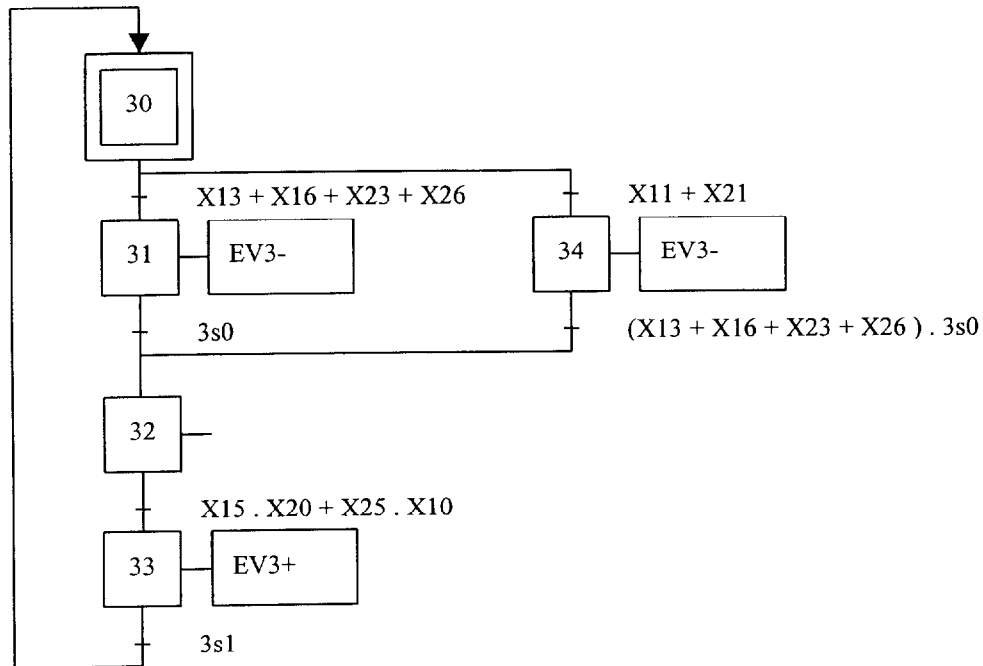 30
X13 + X16 + X23 + X26
X11 + X21
31
EV3-
34
EV3-
3s0
(X13 + X16 + X23 + X26 ) . 3s0
32
X15 . X20 + X25 . X10
33
EV3+
3s1